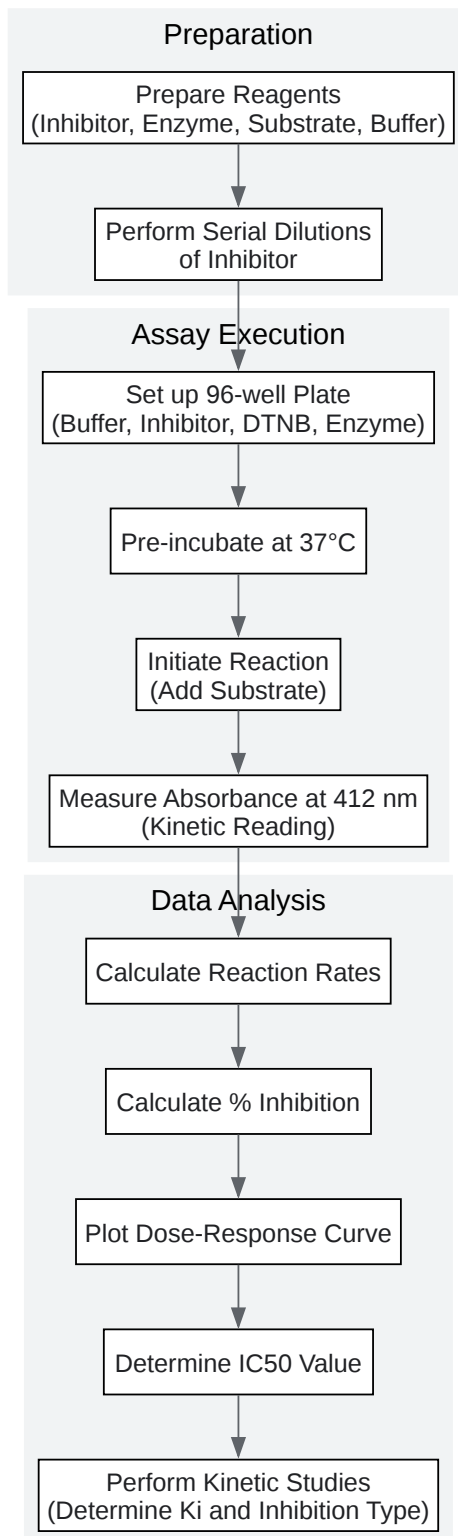 Preparation
Prepare Reagents
(Inhibitor, Enzyme, Substrate, Buffer)
Perform Serial Dilutions
of Inhibitor
Assay Execution
Set up 96-well Plate
(Buffer, Inhibitor, DTNB, Enzyme)
Pre-incubate at 37°C
Initiate Reaction
(Add Substrate)
Measure Absorbance at 412 nm
(Kinetic Reading)
Data Analysis
Calculate Reaction Rates
Calculate % Inhibition
Plot Dose-Response Curve
Determine IC50 Value
Perform Kinetic Studies
(Determine Ki and Inhibition Type)